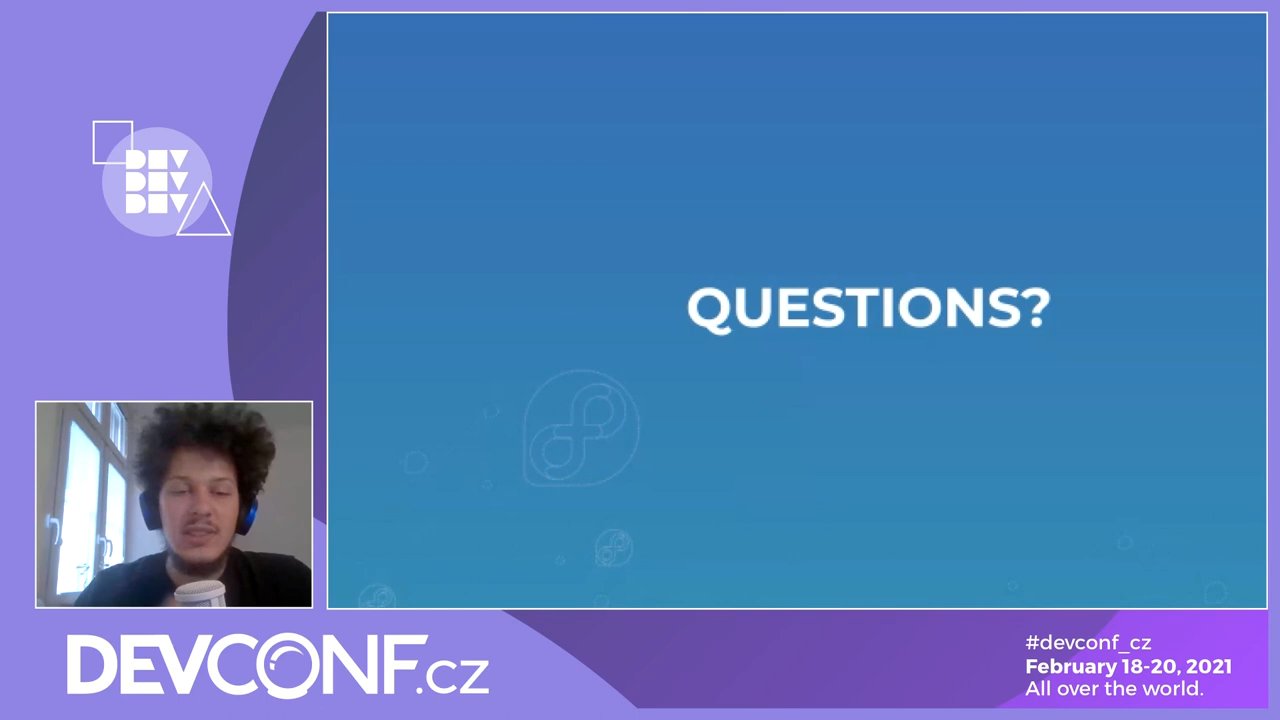 DEV
DEV
DEV
QUESTIONS?
DEVCONF.CZ
#devconf_cz
February 18-20, 2021
All over the world.